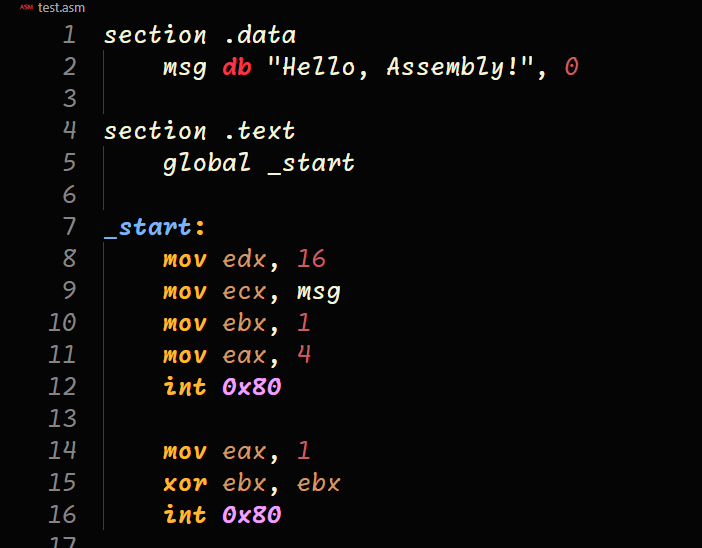 ASM test.asm
1 section .data
2     msg db "Hello, Assembly!", 0
3
4 section .text
5     global _start
6
7 _start:
8     mov edx, 16
9     mov ecx, msg
10     mov ebx, 1
11     mov eax, 4
12     int 0x80
13
14     mov eax, 1
15     xor ebx, ebx
16     int 0x80
17